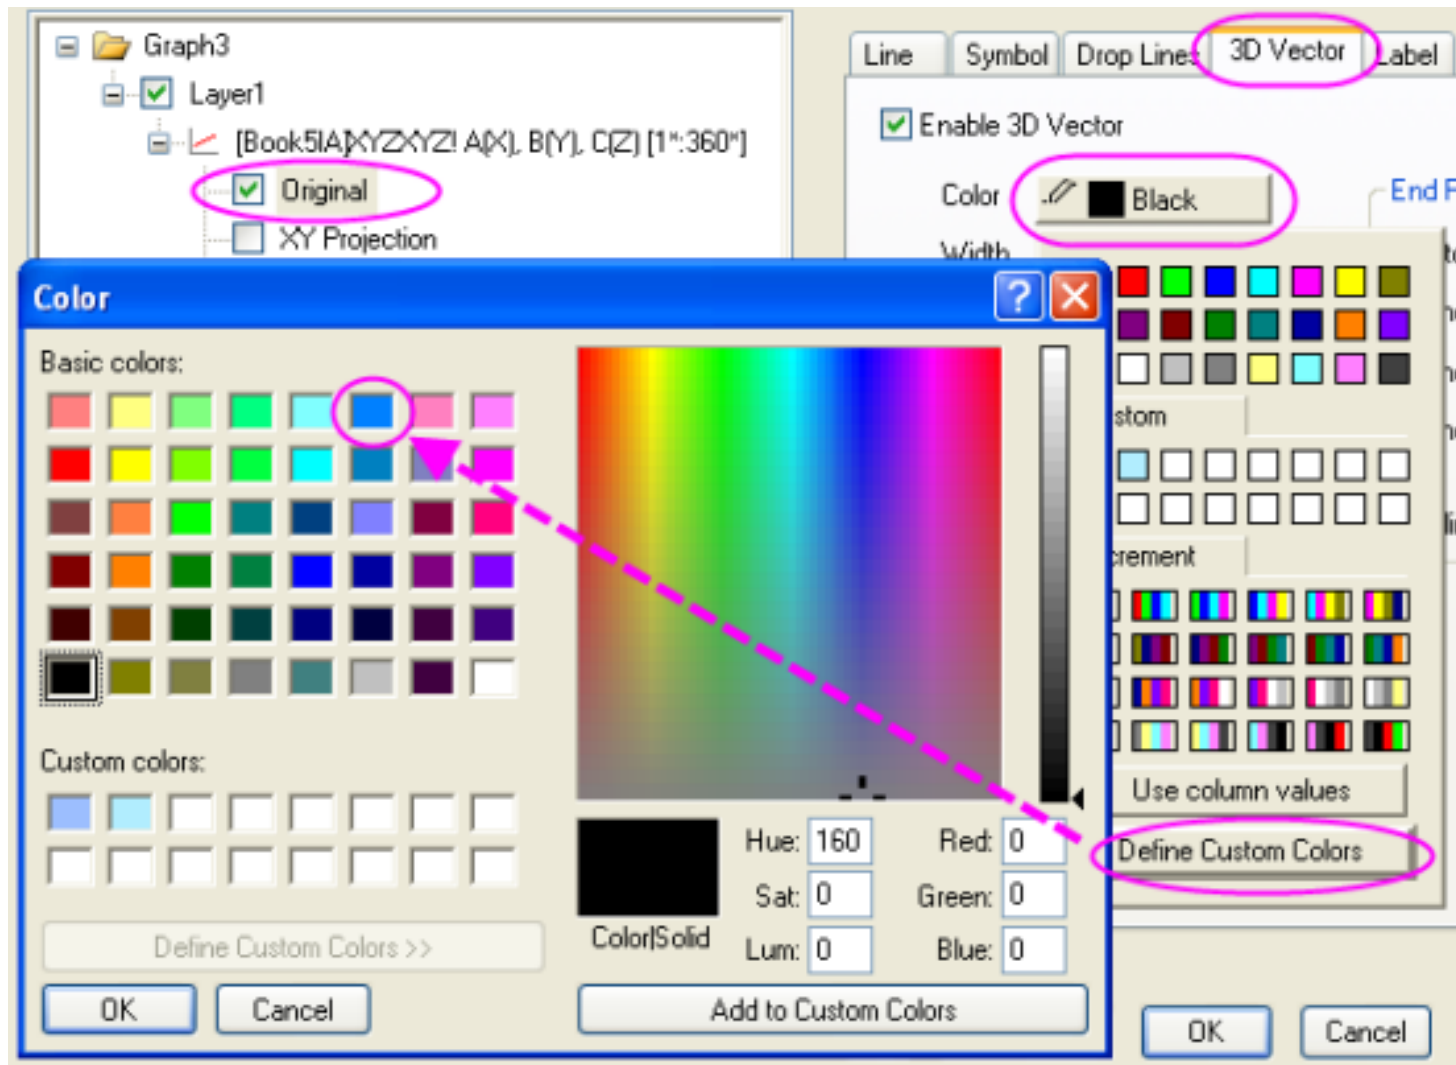 Graph3
Layer1
[Book5|A]XYZXYZ! A(X), B(Y), C(Z) [1*:360*]
Original
XY Projection
Line Symbol Drop Lines 3D Vector Label
Enable 3D Vector
Color Black
End
Width
Color
Basic colors:
Custom colors:
Define Custom Colors >>
OK Cancel
Color|Solid
Hue: 160 Red: 0
Sat: 0 Green: 0
Lum: 0 Blue: 0
Add to Custom Colors
stom
crement
Use column values
Define Custom Colors
OK Cancel